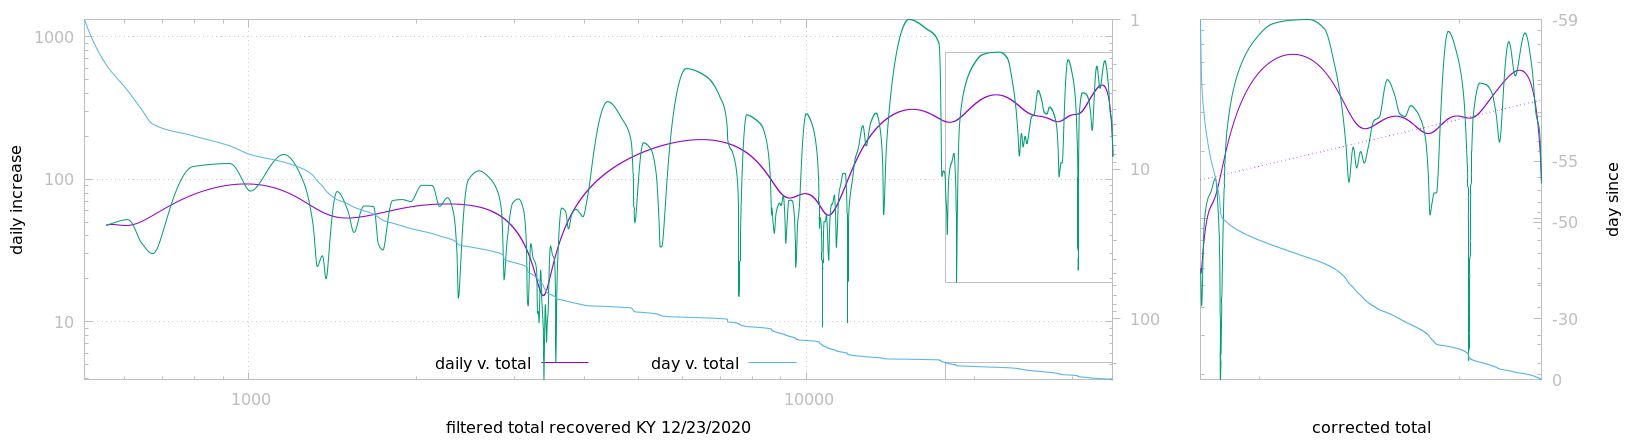 1000
100
10
daily increase
1000
10000
filtered total recovered KY 12/23/2020
daily v. total
day v. total
1
10
100
-59
-55
-50
-30
0
day since
corrected total